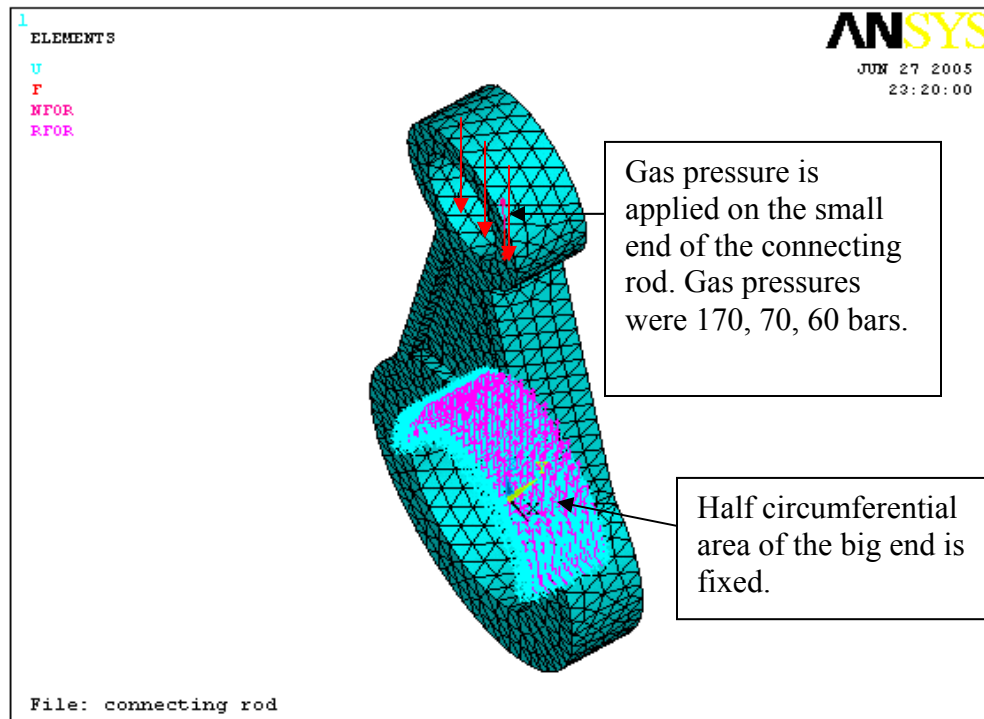 1
ELEMENTS
U
F
NFOR
RFOR
ANSYS
JUN 27 2005
23:20:00
Gas pressure is
applied on the small
end of the connecting
rod. Gas pressures
were 170, 70, 60 bars.
Half circumferential
area of the big end is
fixed.
File: connecting rod